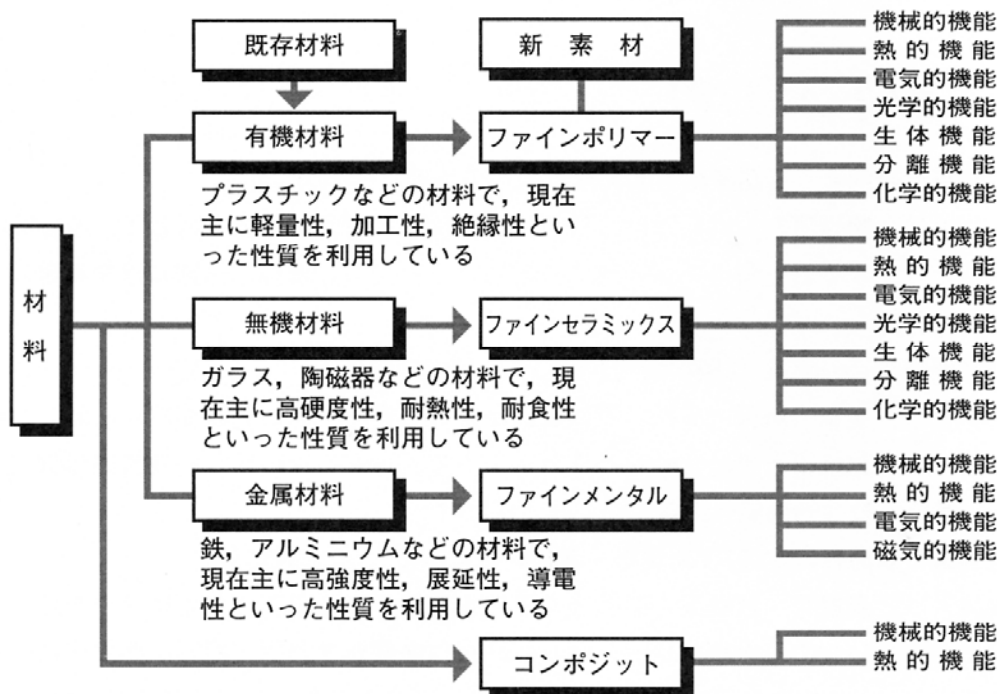 既存材料
新素材
機械的機能
熱的機能
電気的機能
光学的機能
生体機能
分離機能
化学的機能
有機材料
ファインポリマー
プラスチックなどの材料で，現在
主に軽量性，加工性，絶縁性とい
った性質を利用している
材料
機械的機能
熱的機能
電気的機能
光学的機能
生体機能
分離機能
化学的機能
無機材料
ファインセラミックス
ガラス，陶磁器などの材料で，現
在主に高硬度性，耐熱性，耐食性
といった性質を利用している
機械的機能
熱的機能
電気的機能
磁気的機能
金属材料
ファインメンタル
鉄，アルミニウムなどの材料で，
現在主に高強度性，展延性，導電
性といった性質を利用している
コンポジット
機械的機能
熱的機能